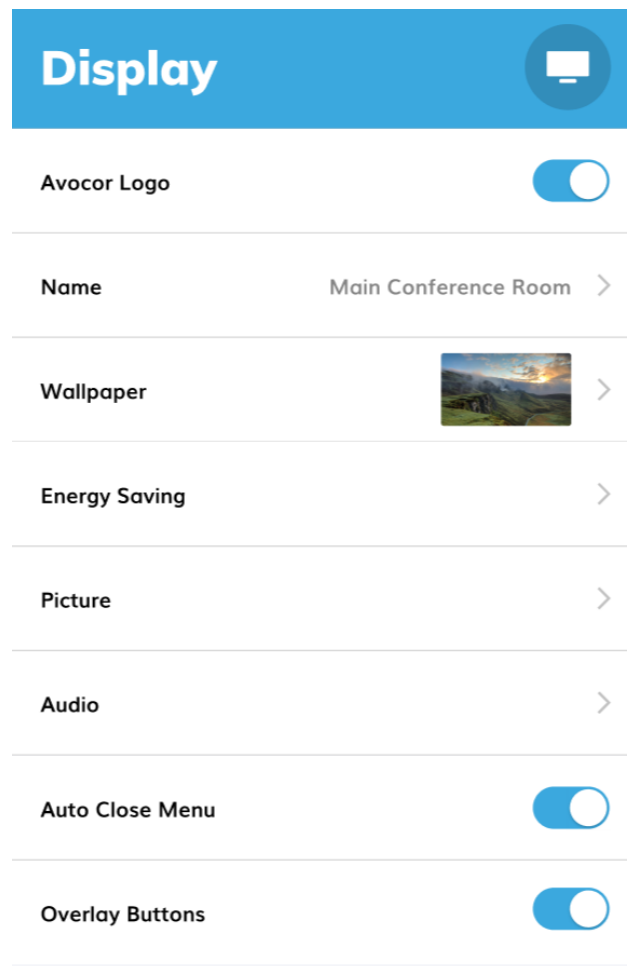 Display
Avocor Logo
Name Main Conference Room
Wallpaper
Energy Saving
Picture
Audio
Auto Close Menu
Overlay Buttons